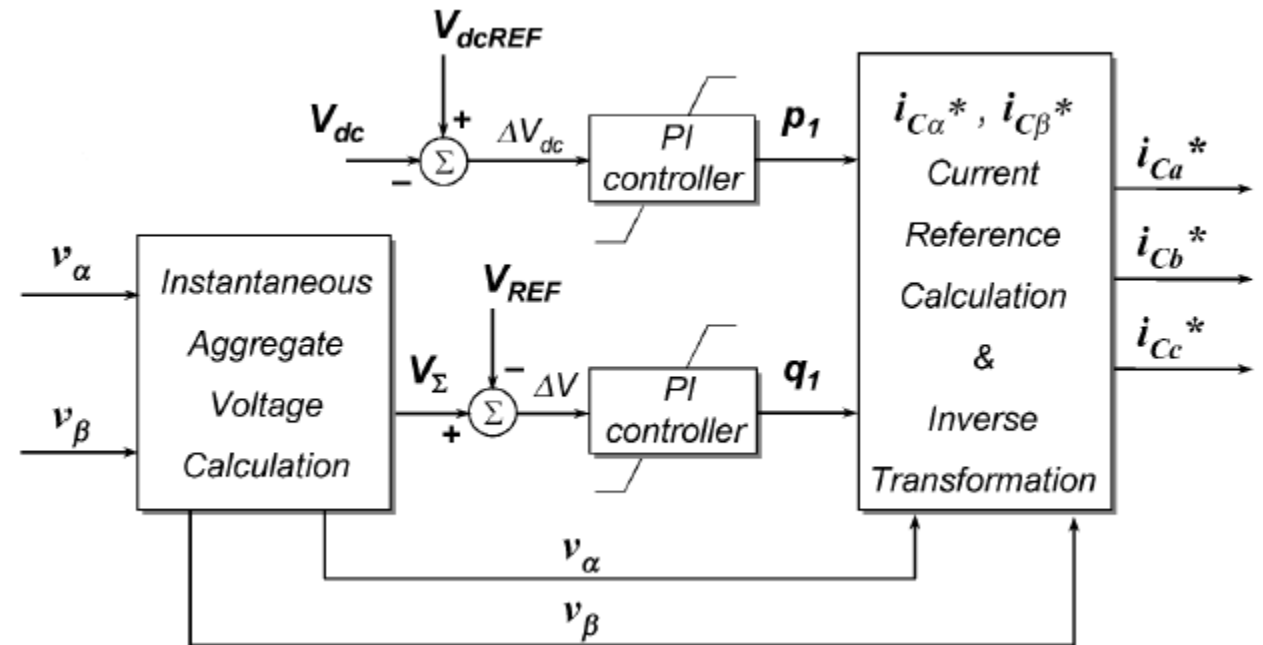 V_dcREF
V_dc
+
−
Σ
ΔV_dc
PI
controller
p_1
v_α
v_β
Instantaneous
Aggregate
Voltage
Calculation
V_REF
V_Σ
−
+
Σ
ΔV
PI
controller
q_1
i_Cα* , i_Cβ*
Current
Reference
Calculation
&
Inverse
Transformation
i_Ca*
i_Cb*
i_Cc*
v_α
v_β